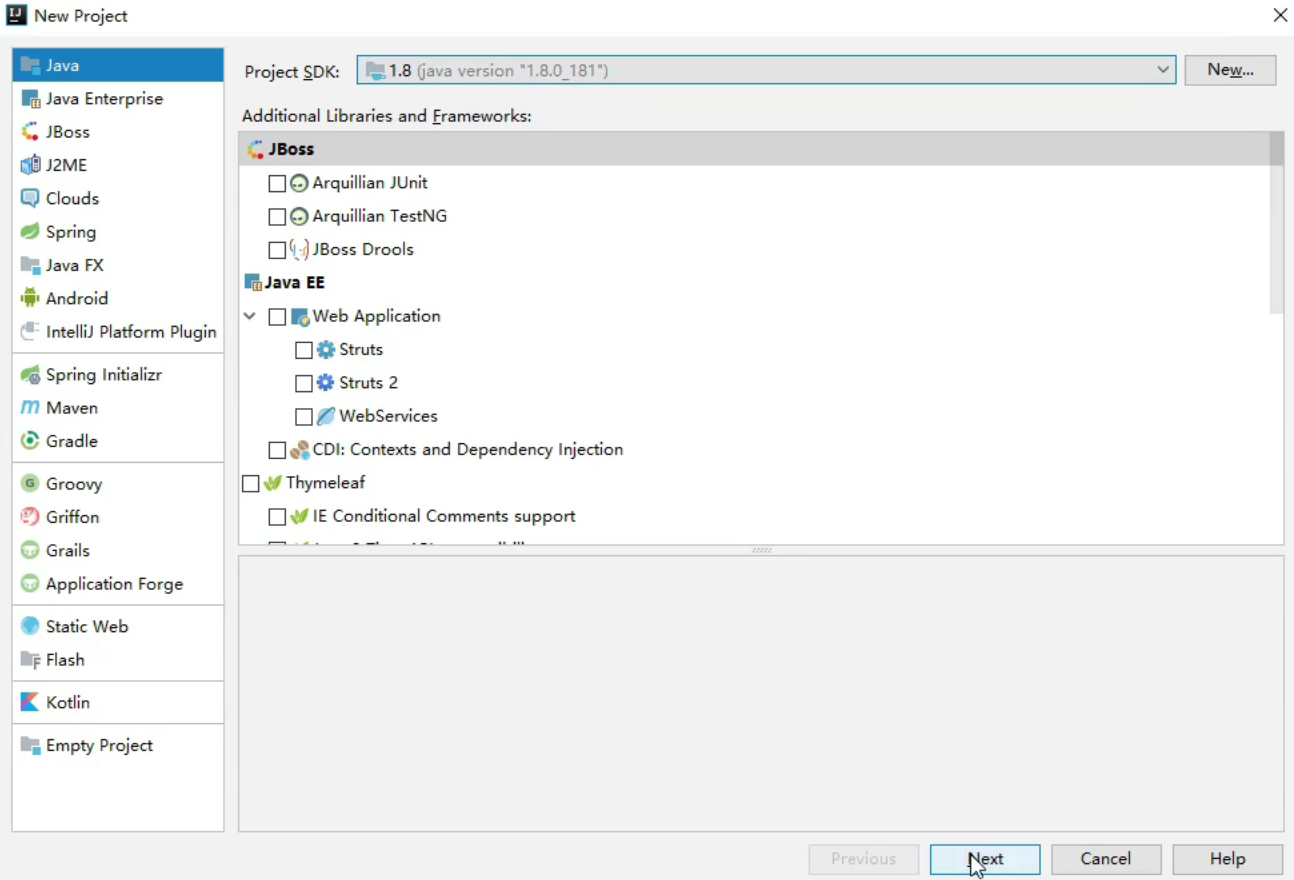 New Project
Java
Java Enterprise
JBoss
J2ME
Clouds
Spring
Java FX
Android
IntelliJ Platform Plugin
Spring Initializr
Maven
Gradle
Groovy
Griffon
Grails
Application Forge
Static Web
Flash
Kotlin
Empty Project
Project SDK: 1.8 (java version "1.8.0_181") New...
Additional Libraries and Frameworks:
JBoss
Arquillian JUnit
Arquillian TestNG
JBoss Drools
Java EE
Web Application
Struts
Struts 2
WebServices
CDI: Contexts and Dependency Injection
Thymeleaf
IE Conditional Comments support
Previous Next Cancel Help